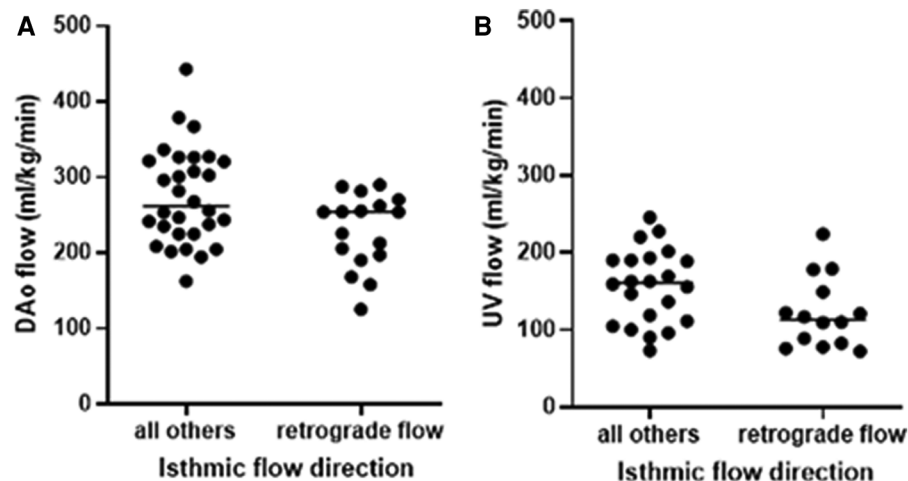 A
DAo flow (ml/kg/min)
500
400
300
200
100
0
all others retrograde flow
Isthmic flow direction
B
UV flow (ml/kg/min)
500
400
300
200
100
0
all others retrograde flow
Isthmic flow direction